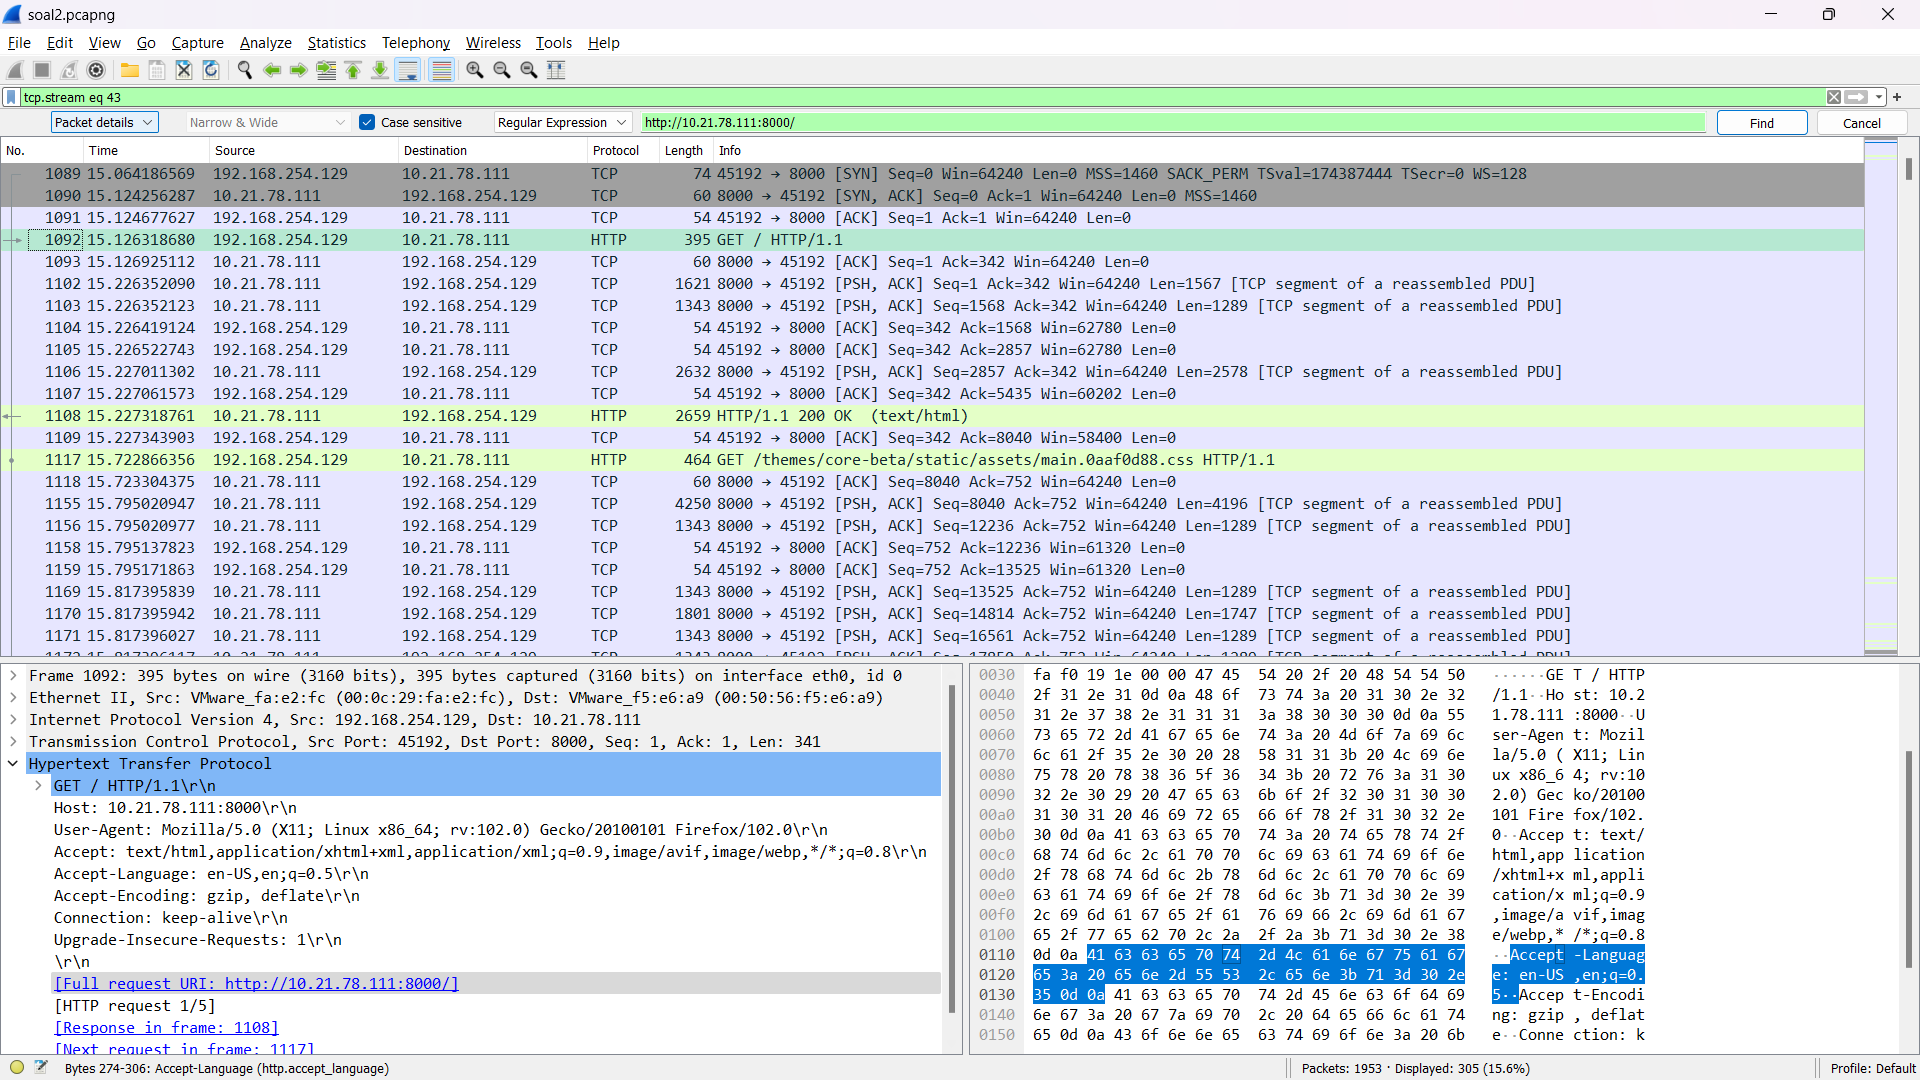 soal2.pcapng
File Edit View Go Capture Analyze Statistics Telephony Wireless Tools Help
tcp.stream eq 43
Packet details Narrow & Wide Case sensitive Regular Expression http://10.21.78.111:8000/ Find Cancel
No. Time Source Destination Protocol Length Info
1089 15.064186569 192.168.254.129 10.21.78.111 TCP 74 45192 → 8000 [SYN] Seq=0 Win=64240 Len=0 MSS=1460 SACK_PERM TSval=174387444 TSecr=0 WS=128
1090 15.124256287 10.21.78.111 192.168.254.129 TCP 60 8000 → 45192 [SYN, ACK] Seq=0 Ack=1 Win=64240 Len=0 MSS=1460
1091 15.124677627 192.168.254.129 10.21.78.111 TCP 54 45192 → 8000 [ACK] Seq=1 Ack=1 Win=64240 Len=0
1092 15.126318680 192.168.254.129 10.21.78.111 HTTP 395 GET / HTTP/1.1
1093 15.126925112 10.21.78.111 192.168.254.129 TCP 60 8000 → 45192 [ACK] Seq=1 Ack=342 Win=64240 Len=0
1102 15.226352090 10.21.78.111 192.168.254.129 TCP 1621 8000 → 45192 [PSH, ACK] Seq=1 Ack=342 Win=64240 Len=1567 [TCP segment of a reassembled PDU]
1103 15.226352123 10.21.78.111 192.168.254.129 TCP 1343 8000 → 45192 [PSH, ACK] Seq=1568 Ack=342 Win=64240 Len=1289 [TCP segment of a reassembled PDU]
1104 15.226419124 192.168.254.129 10.21.78.111 TCP 54 45192 → 8000 [ACK] Seq=342 Ack=1568 Win=62780 Len=0
1105 15.226522743 192.168.254.129 10.21.78.111 TCP 54 45192 → 8000 [ACK] Seq=342 Ack=2857 Win=62780 Len=0
1106 15.227011302 10.21.78.111 192.168.254.129 TCP 2632 8000 → 45192 [PSH, ACK] Seq=2857 Ack=342 Win=64240 Len=2578 [TCP segment of a reassembled PDU]
1107 15.227061573 192.168.254.129 10.21.78.111 TCP 54 45192 → 8000 [ACK] Seq=342 Ack=5435 Win=60202 Len=0
1108 15.227318761 10.21.78.111 192.168.254.129 HTTP 2659 HTTP/1.1 200 OK (text/html)
1109 15.227343903 192.168.254.129 10.21.78.111 TCP 54 45192 → 8000 [ACK] Seq=342 Ack=8040 Win=58400 Len=0
1117 15.722866356 192.168.254.129 10.21.78.111 HTTP 464 GET /themes/core-beta/static/assets/main.0aaf0d88.css HTTP/1.1
1118 15.723304375 10.21.78.111 192.168.254.129 TCP 60 8000 → 45192 [ACK] Seq=8040 Ack=752 Win=64240 Len=0
1155 15.795020947 10.21.78.111 192.168.254.129 TCP 4250 8000 → 45192 [PSH, ACK] Seq=8040 Ack=752 Win=64240 Len=4196 [TCP segment of a reassembled PDU]
1156 15.795020977 10.21.78.111 192.168.254.129 TCP 1343 8000 → 45192 [PSH, ACK] Seq=12236 Ack=752 Win=64240 Len=1289 [TCP segment of a reassembled PDU]
1158 15.795137823 192.168.254.129 10.21.78.111 TCP 54 45192 → 8000 [ACK] Seq=752 Ack=12236 Win=61320 Len=0
1159 15.795171863 192.168.254.129 10.21.78.111 TCP 54 45192 → 8000 [ACK] Seq=752 Ack=13525 Win=61320 Len=0
1169 15.817395839 10.21.78.111 192.168.254.129 TCP 1343 8000 → 45192 [PSH, ACK] Seq=13525 Ack=752 Win=64240 Len=1289 [TCP segment of a reassembled PDU]
1170 15.817395942 10.21.78.111 192.168.254.129 TCP 1801 8000 → 45192 [PSH, ACK] Seq=14814 Ack=752 Win=64240 Len=1747 [TCP segment of a reassembled PDU]
1171 15.817396027 10.21.78.111 192.168.254.129 TCP 1343 8000 → 45192 [PSH, ACK] Seq=16561 Ack=752 Win=64240 Len=1289 [TCP segment of a reassembled PDU]
Frame 1092: 395 bytes on wire (3160 bits), 395 bytes captured (3160 bits) on interface eth0, id 0
Ethernet II, Src: VMware_fa:e2:fc (00:0c:29:fa:e2:fc), Dst: VMware_f5:e6:a9 (00:50:56:f5:e6:a9)
Internet Protocol Version 4, Src: 192.168.254.129, Dst: 10.21.78.111
Transmission Control Protocol, Src Port: 45192, Dst Port: 8000, Seq: 1, Ack: 1, Len: 341
Hypertext Transfer Protocol
GET / HTTP/1.1\r\n
Host: 10.21.78.111:8000\r\n
User-Agent: Mozilla/5.0 (X11; Linux x86_64; rv:102.0) Gecko/20100101 Firefox/102.0\r\n
Accept: text/html,application/xhtml+xml,application/xml;q=0.9,image/avif,image/webp,*/*;q=0.8\r\n
Accept-Language: en-US,en;q=0.5\r\n
Accept-Encoding: gzip, deflate\r\n
Connection: keep-alive\r\n
Upgrade-Insecure-Requests: 1\r\n
\r\n
[Full request URI: http://10.21.78.111:8000/]
[HTTP request 1/5]
[Response in frame: 1108]
[Next request in frame: 1117]
0030 fa f0 19 1e 00 00 47 45 54 20 2f 20 48 54 54 50 ······GE T / HTTP
0040 2f 31 2e 31 0d 0a 48 6f 73 74 3a 20 31 30 2e 32 /1.1··Ho st: 10.2
0050 31 2e 37 38 2e 31 31 31 3a 38 30 30 30 0d 0a 55 1.78.111 :8000··U
0060 73 65 72 2d 41 67 65 6e 74 3a 20 4d 6f 7a 69 6c ser-Agen t: Mozil
0070 6c 61 2f 35 2e 30 20 28 58 31 31 3b 20 4c 69 6e la/5.0 ( X11; Lin
0080 75 78 20 78 38 36 5f 36 34 3b 20 72 76 3a 31 30 ux x86_6 4; rv:10
0090 32 2e 30 29 20 47 65 63 6b 6f 2f 32 30 31 30 30 2.0) Gec ko/20100
00a0 31 30 31 20 46 69 72 65 66 6f 78 2f 31 30 32 2e 101 Fire fox/102.
00b0 30 0d 0a 41 63 63 65 70 74 3a 20 74 65 78 74 2f 0··Accep t: text/
00c0 68 74 6d 6c 2c 61 70 70 6c 69 63 61 74 69 6f 6e html,app lication
00d0 2f 78 68 74 6d 6c 2b 78 6d 6c 2c 61 70 70 6c 69 /xhtml+x ml,appli
00e0 63 61 74 69 6f 6e 2f 78 6d 6c 3b 71 3d 30 2e 39 cation/x ml;q=0.9
00f0 2c 69 6d 61 67 65 2f 61 76 69 66 2c 69 6d 61 67 ,image/a vif,imag
0100 65 2f 77 65 62 70 2c 2a 2f 2a 3b 71 3d 30 2e 38 e/webp,* /*;q=0.8
0110 0d 0a 41 63 63 65 70 74 2d 4c 61 6e 67 75 61 67 ··Accept -Languag
0120 65 3a 20 65 6e 2d 55 53 2c 65 6e 3b 71 3d 30 2e e: en-US ,en;q=0.
0130 35 0d 0a 41 63 63 65 70 74 2d 45 6e 63 6f 64 69 5··Accep t-Encodi
0140 6e 67 3a 20 67 7a 69 70 2c 20 64 65 66 6c 61 74 ng: gzip , deflat
0150 65 0d 0a 43 6f 6e 6e 65 63 74 69 6f 6e 3a 20 6b e··Conne ction: k
Bytes 274-306: Accept-Language (http.accept_language)
Packets: 1953 · Displayed: 305 (15.6%)
Profile: Default